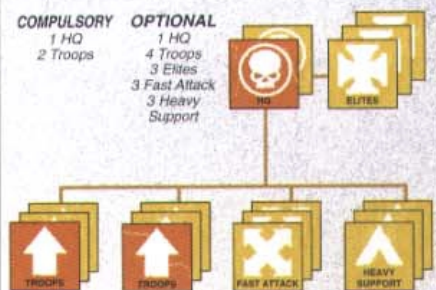 COMPULSORY
1 HQ
2 Troops
OPTIONAL
1 HQ
4 Troops
3 Elites
3 Fast Attack
3 Heavy
Support
HQ
ELITES
TROOPS
TROOPS
FAST ATTACK
HEAVY
SUPPORT